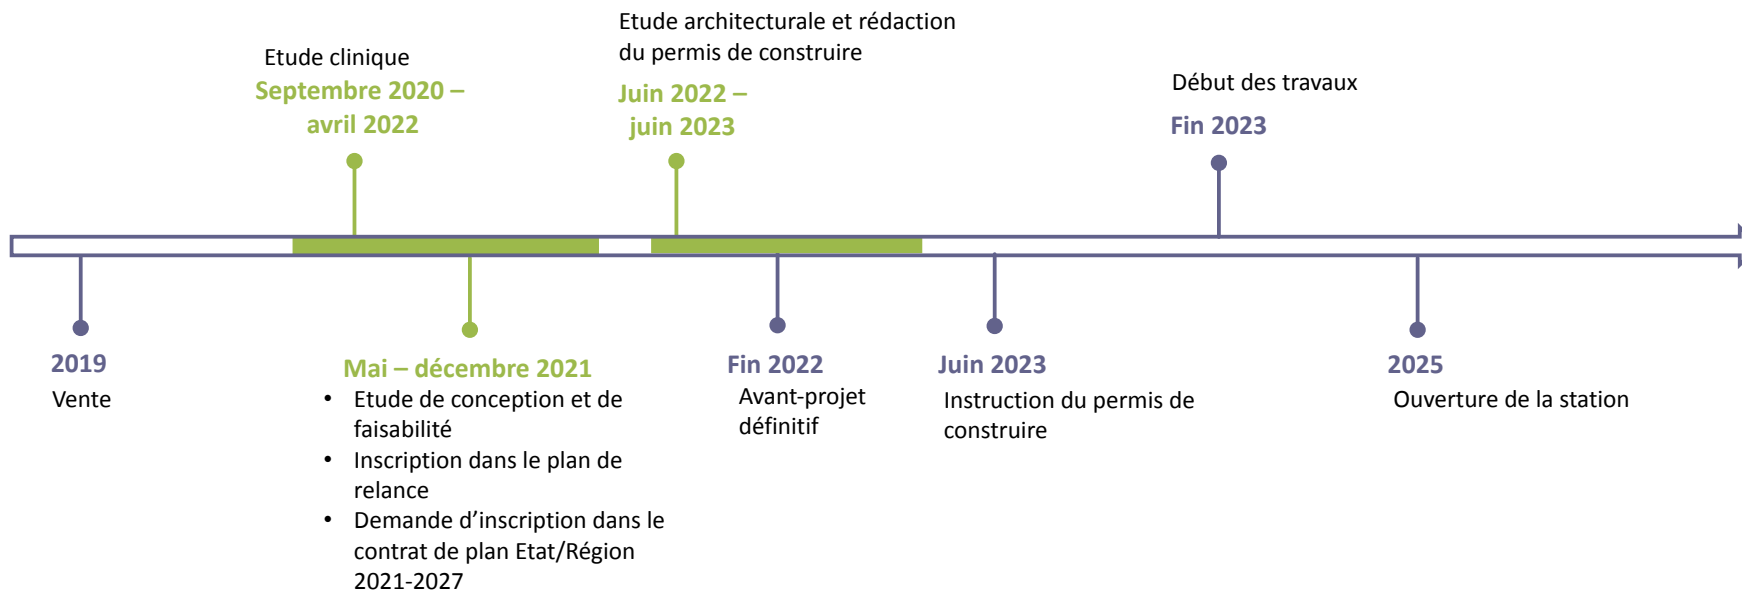 Etude clinique
Septembre 2020 –
avril 2022
Etude architecturale et rédaction
du permis de construire
Juin 2022 –
juin 2023
Début des travaux
Fin 2023
2019
Vente
Mai – décembre 2021
• Etude de conception et de
faisabilité
• Inscription dans le plan de
relance
• Demande d’inscription dans le
contrat de plan Etat/Région
2021-2027
Fin 2022
Avant-projet
définitif
Juin 2023
Instruction du permis de
construire
2025
Ouverture de la station